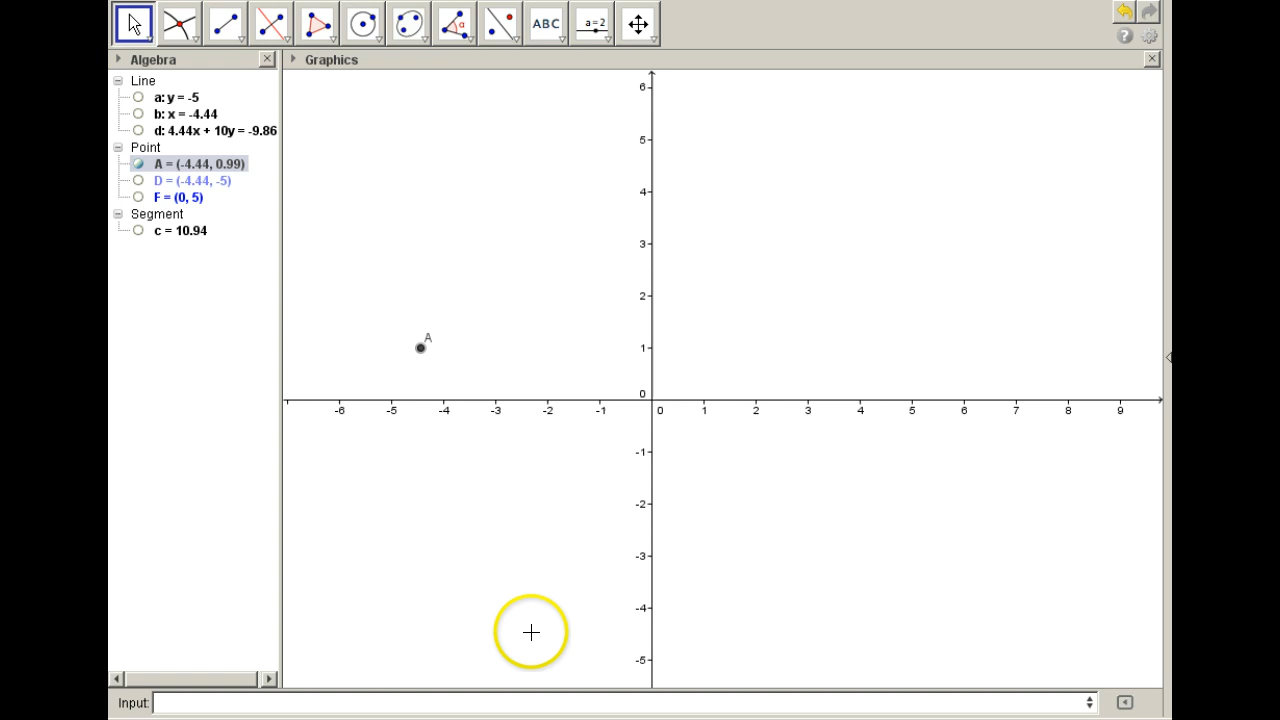 ABC
a=2
Algebra
Graphics
Line
a: y = -5
b: x = -4.44
d: 4.44x + 10y = -9.86
Point
A = (-4.44, 0.99)
D = (-4.44, -5)
F = (0, 5)
Segment
c = 10.94
A
6
5
4
3
2
1
0
-6 -5 -4 -3 -2 -1 0 1 2 3 4 5 6 7 8 9
-1
-2
-3
-4
-5
α
?
Input: